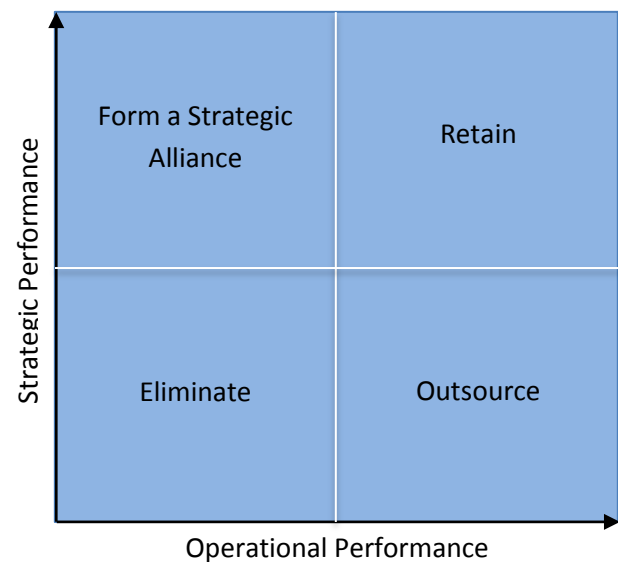 Form a Strategic
Alliance
Retain
Strategic Performance
Eliminate
Outsource
Operational Performance